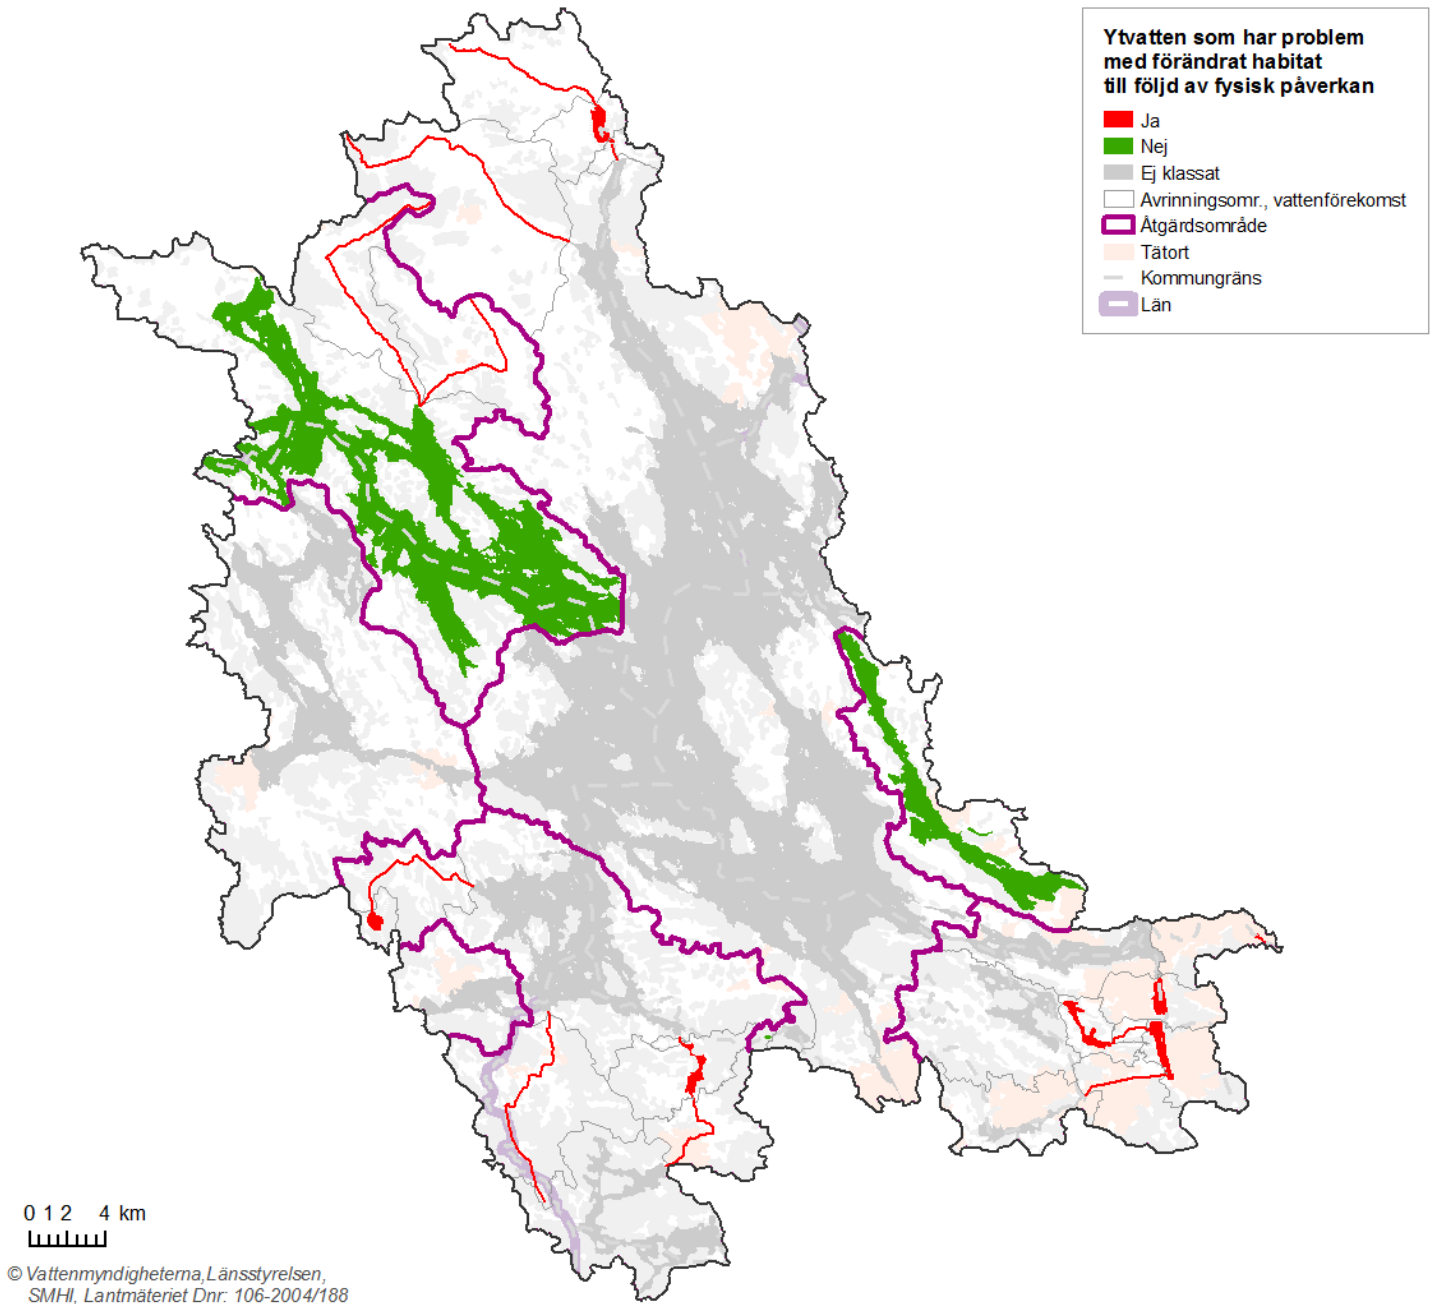 Ytvatten som har problem
med förändrat habitat
till följd av fysisk påverkan
Ja
Nej
Ej klassat
Avrinningsomr., vattenförekomst
Åtgärdsområde
Tätort
Kommungräns
Län
0 1 2 4 km
© Vattenmyndigheterna,Länsstyrelsen,
SMHI, Lantmäteriet Dnr: 106-2004/188